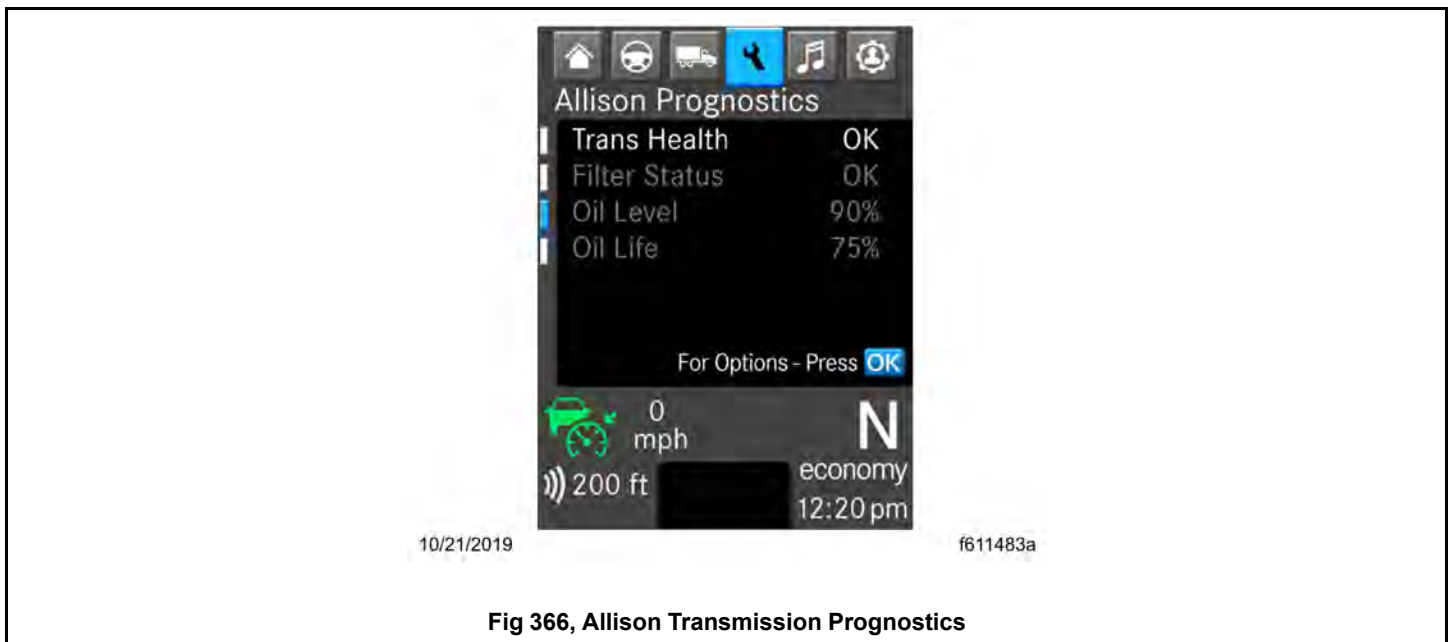 Allison Prognostics
Trans Health OK
Filter Status OK
Oil Level 90%
Oil Life 75%
For Options - Press OK
0
mph
N
economy
200 ft
12:20 pm
10/21/2019 f611483a
Fig 366, Allison Transmission Prognostics